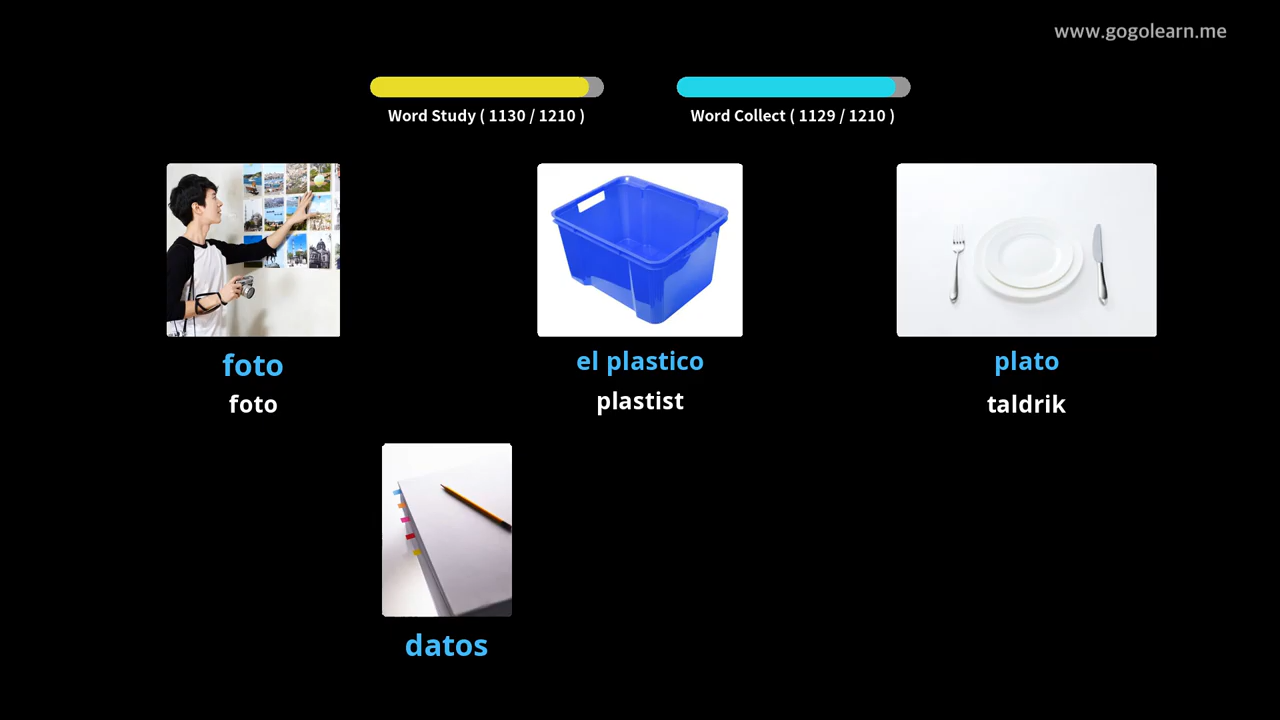 www.gogolearn.me
Word Study ( 1130 / 1210 )
Word Collect ( 1129 / 1210 )
foto
foto
el plastico
plastist
plato
taldrik
datos